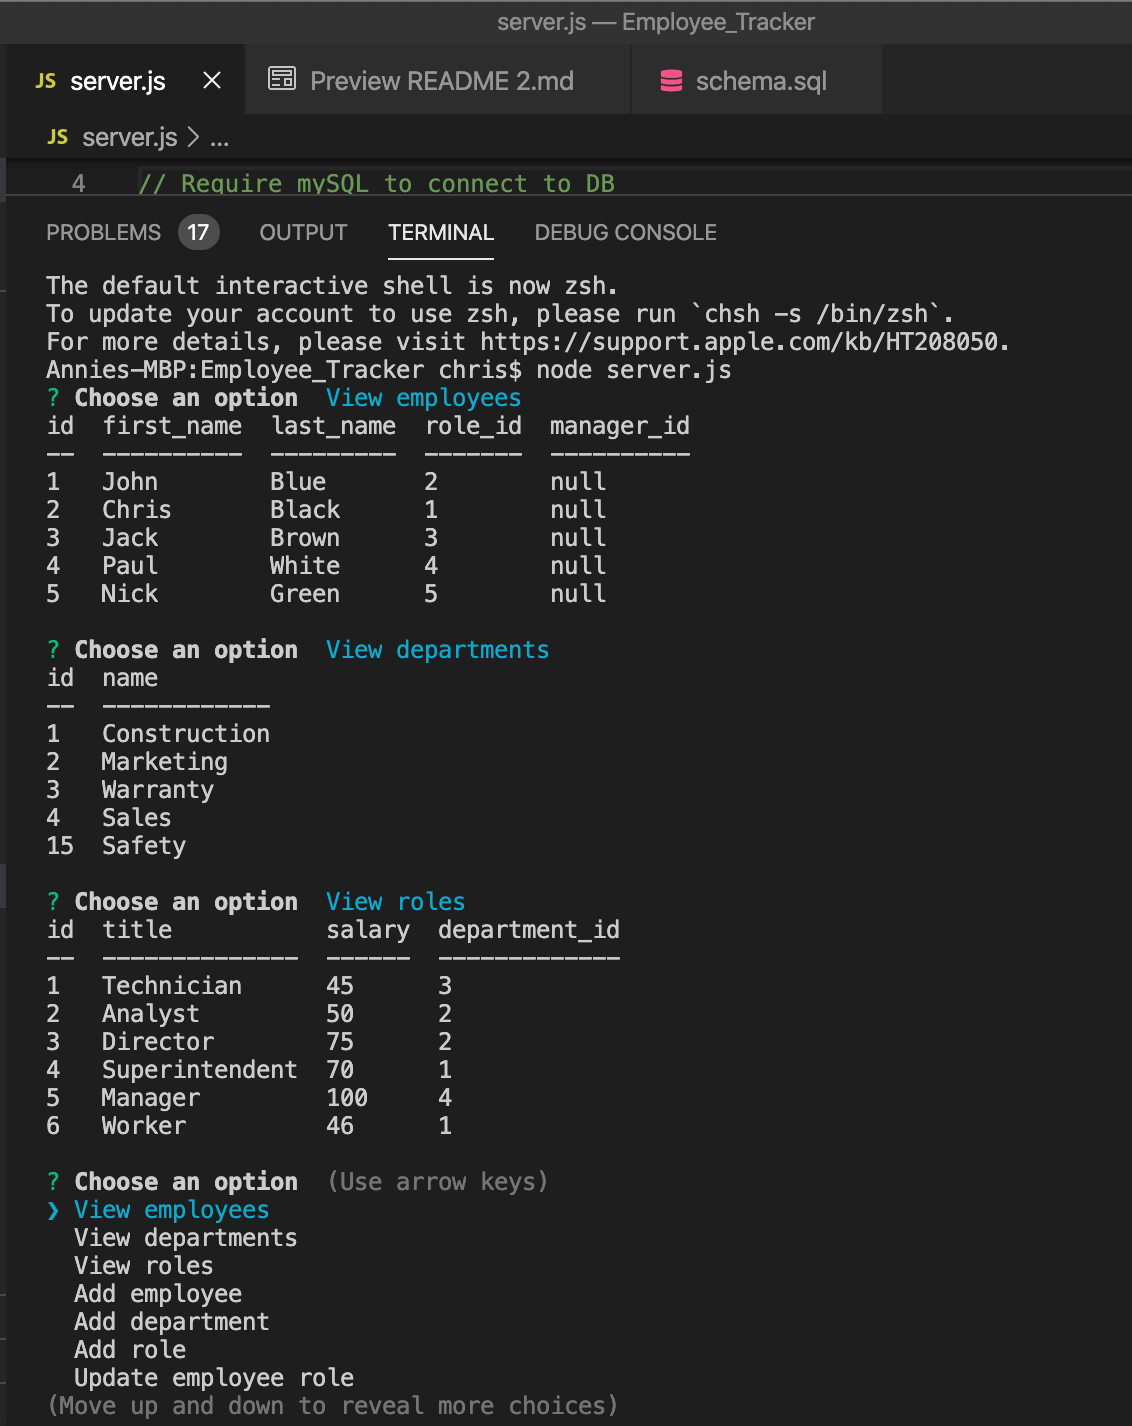 server.js — Employee_Tracker
JS server.js × Preview README 2.md schema.sql
JS server.js > ...
4 // Require mySQL to connect to DB
PROBLEMS 17 OUTPUT TERMINAL DEBUG CONSOLE
The default interactive shell is now zsh.
To update your account to use zsh, please run `chsh -s /bin/zsh`.
For more details, please visit https://support.apple.com/kb/HT208050.
Annies-MBP:Employee_Tracker chris$ node server.js
? Choose an option  View employees
id  first_name  last_name  role_id  manager_id
--  ----------  ---------  -------  ----------
1   John        Blue       2        null
2   Chris       Black      1        null
3   Jack        Brown      3        null
4   Paul        White      4        null
5   Nick        Green      5        null
? Choose an option  View departments
id  name
--  ------------
1   Construction
2   Marketing
3   Warranty
4   Sales
15  Safety
? Choose an option  View roles
id  title           salary  department_id
--  --------------  ------  -------------
1   Technician      45      3
2   Analyst         50      2
3   Director        75      2
4   Superintendent  70      1
5   Manager         100     4
6   Worker          46      1
? Choose an option  (Use arrow keys)
❯ View employees
  View departments
  View roles
  Add employee
  Add department
  Add role
  Update employee role
(Move up and down to reveal more choices)